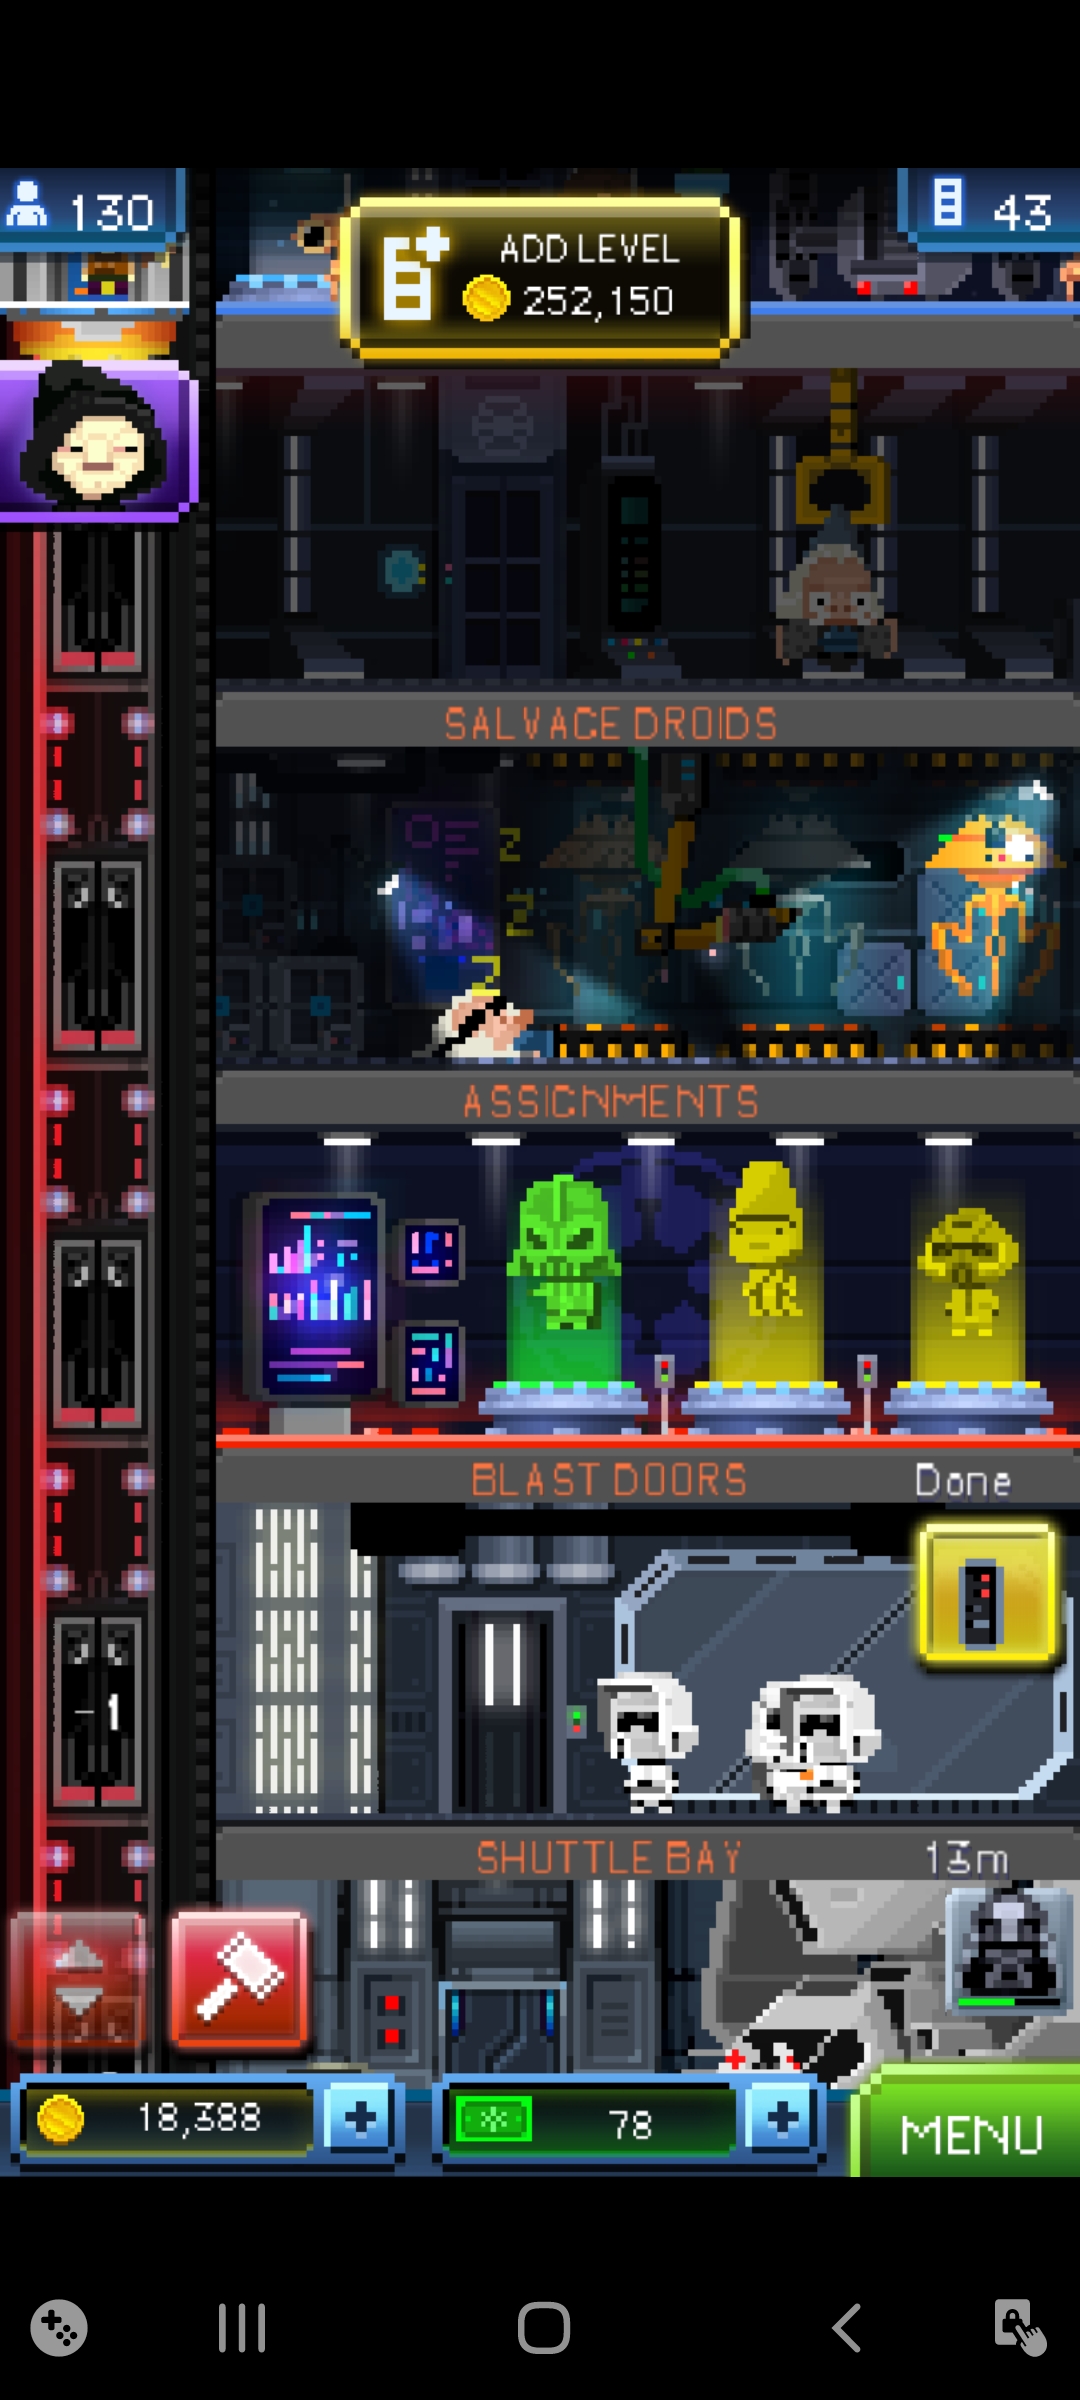 130
ADD LEVEL
252,150
43
SALVAGE DROIDS
Z
Z
Z
ASSIGNMENTS
BLAST DOORS
Done
-1
SHUTTLE BAY
13m
18,388
78
MENU